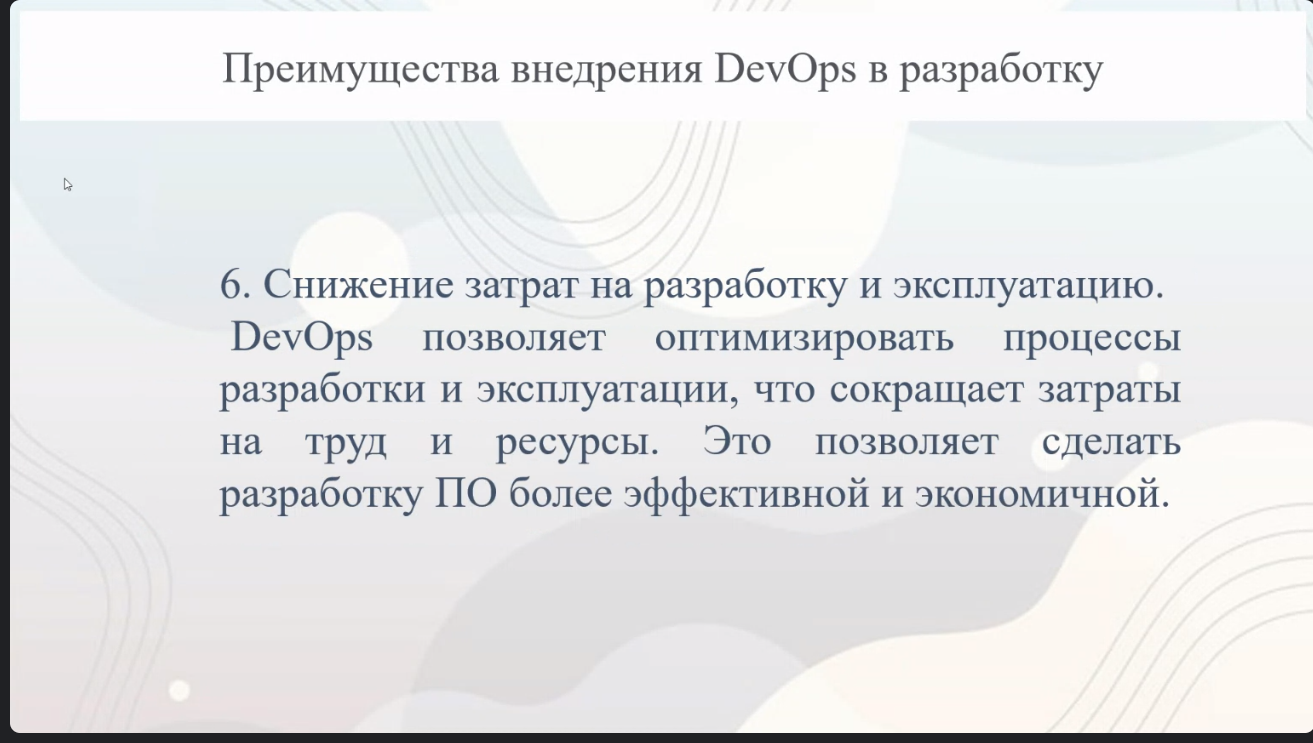 Преимущества внедрения DevOps в разработку
6. Снижение затрат на разработку и эксплуатацию.
DevOps позволяет оптимизировать процессы
разработки и эксплуатации, что сокращает затраты
на труд и ресурсы. Это позволяет сделать
разработку ПО более эффективной и экономичной.